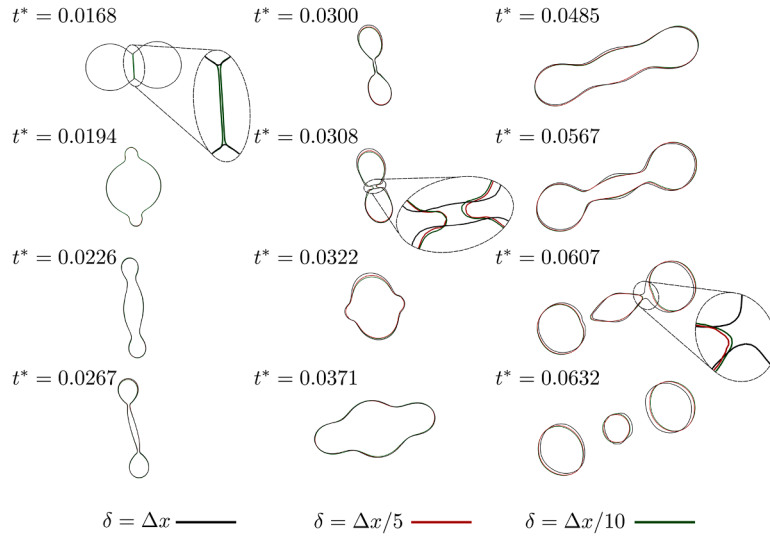 t* = 0.0168
t* = 0.0300
t* = 0.0485
t* = 0.0194
t* = 0.0308
t* = 0.0567
t* = 0.0226
t* = 0.0322
t* = 0.0607
t* = 0.0267
t* = 0.0371
t* = 0.0632
δ = Δx
δ = Δx/5
δ = Δx/10